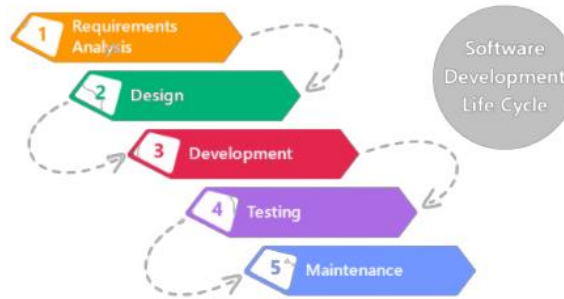 1
Requirements
Analysis
2
Design
3
Development
4
Testing
5
Maintenance
Software
Development
Life Cycle